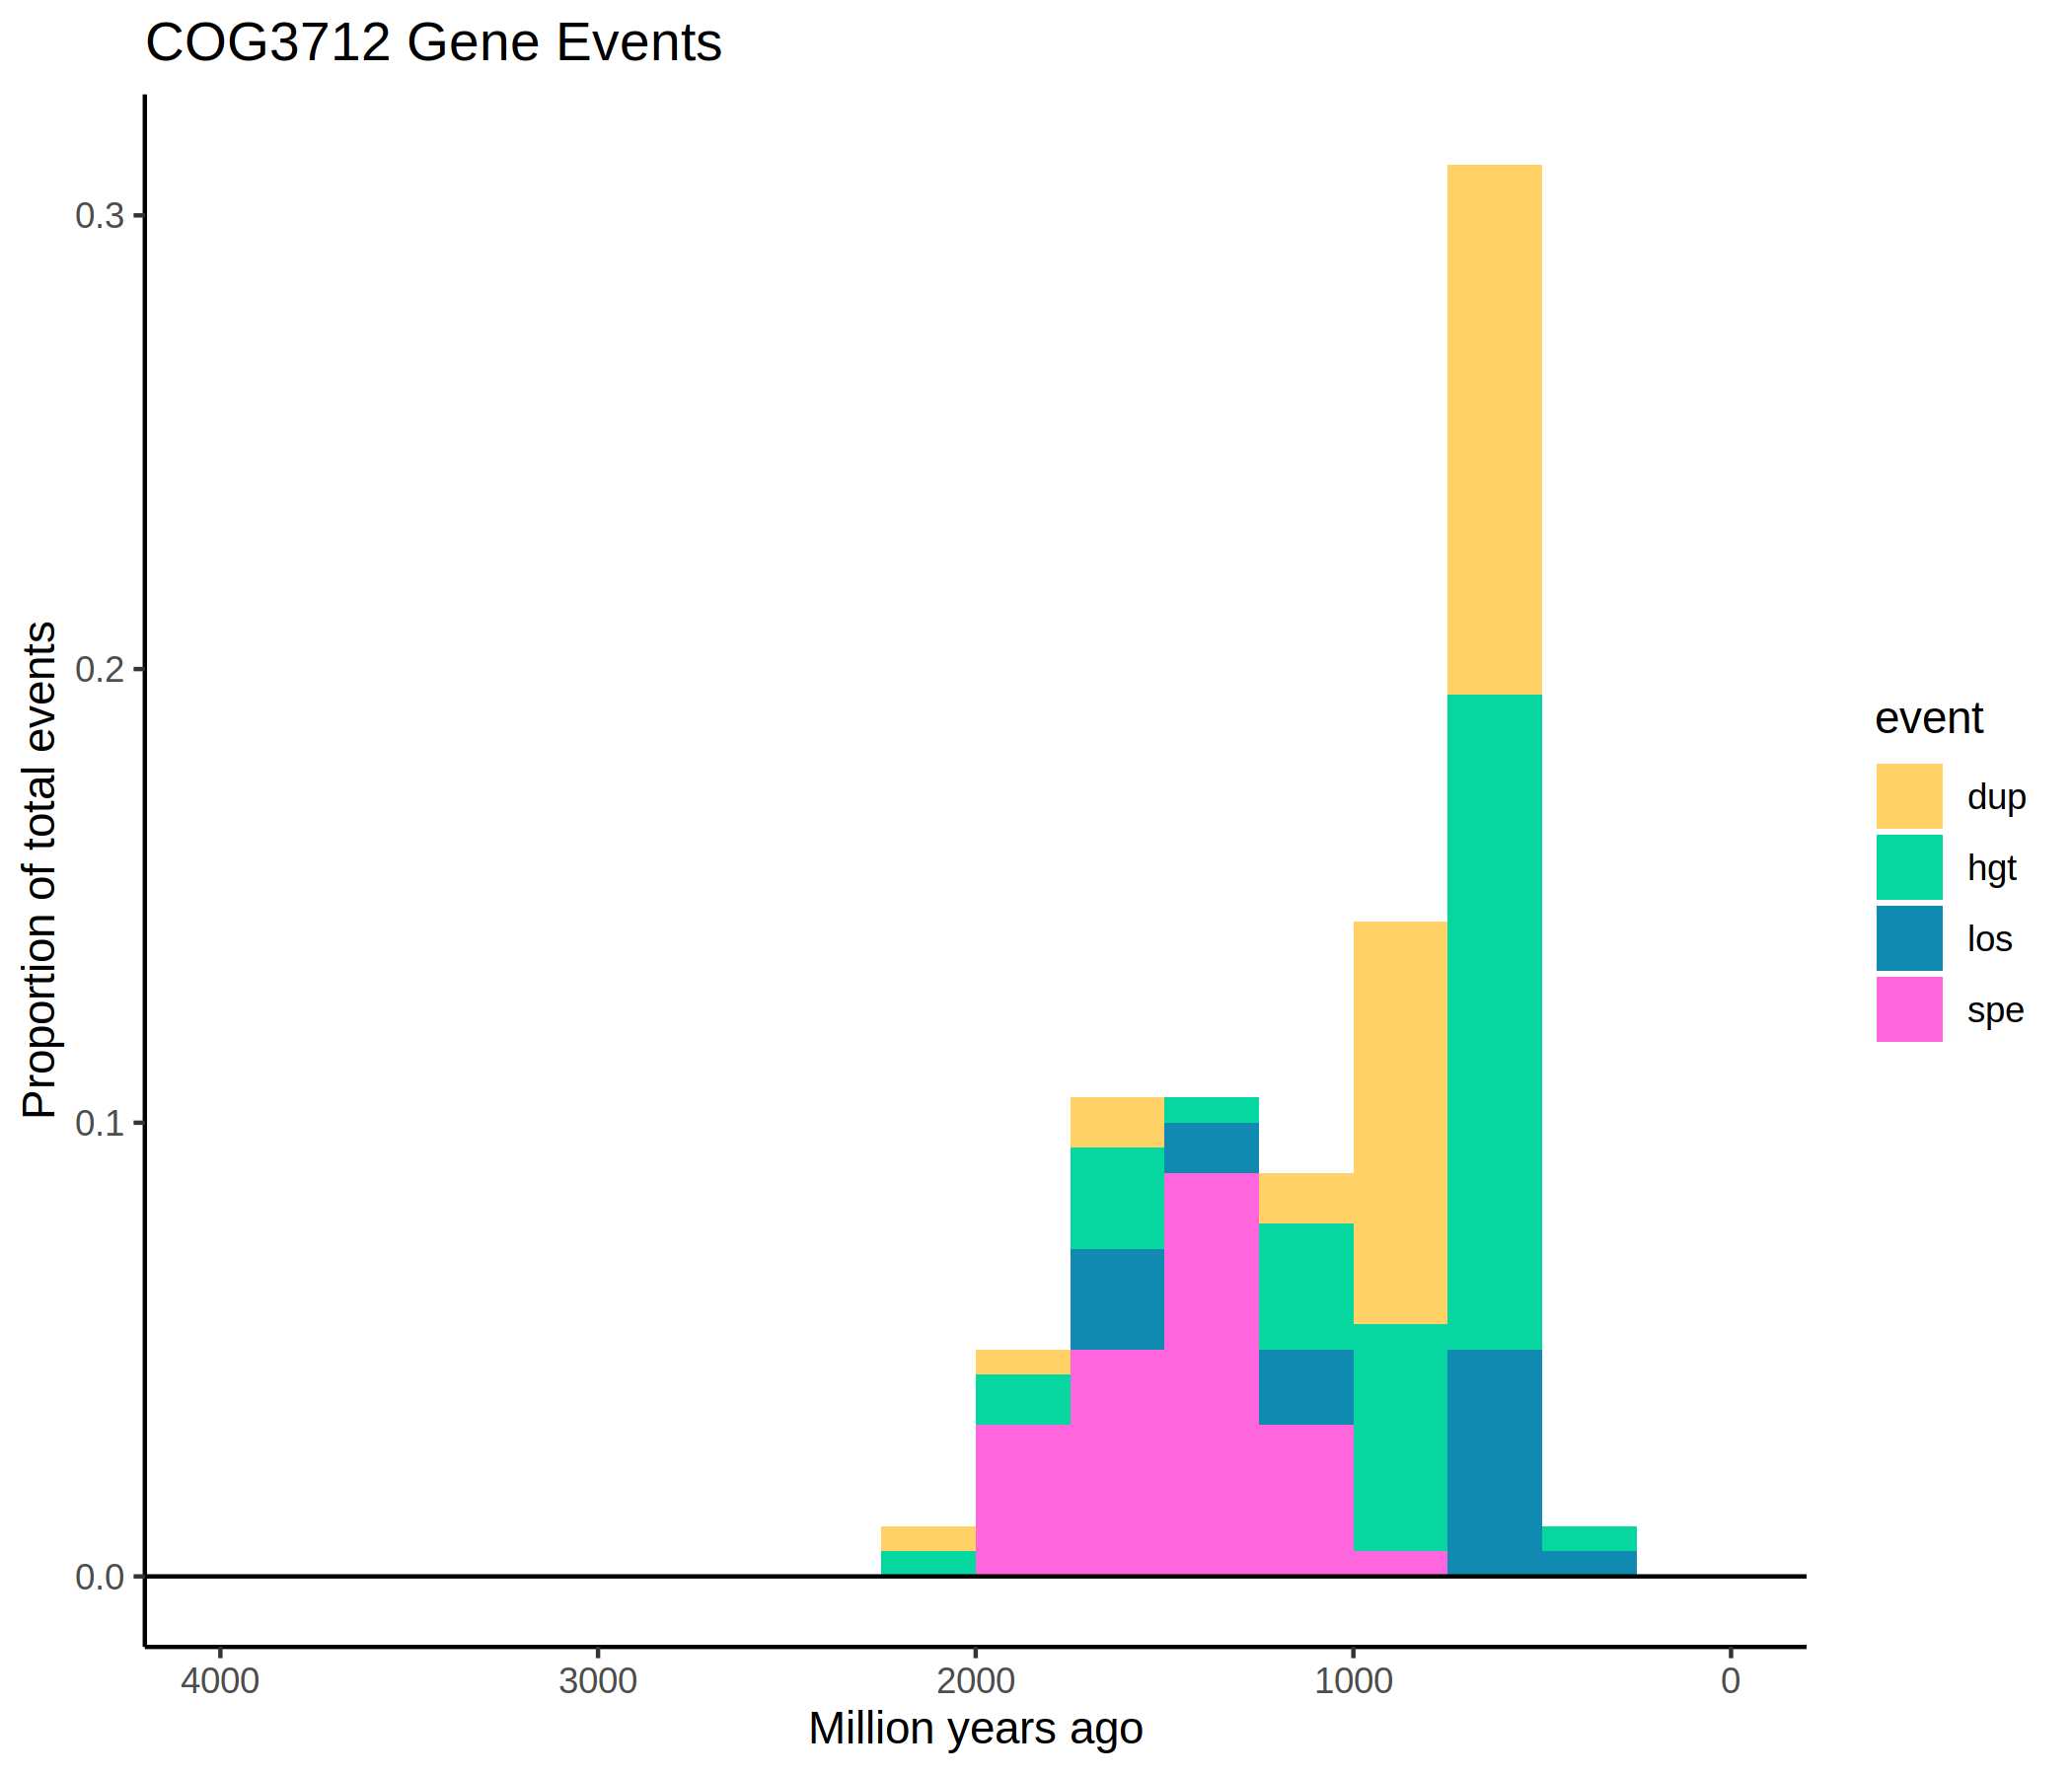 COG3712 Gene Events
Proportion of total events
0.3
0.2
0.1
0.0
4000 3000 2000 1000 0
Million years ago
event
dup
hgt
los
spe